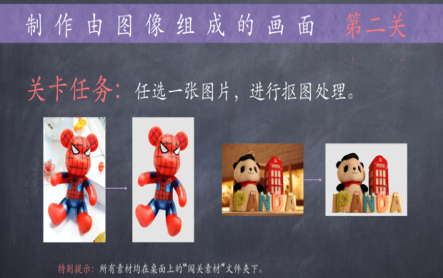 制作由图像组成的画面 第二关
关卡任务：任选一张图片，进行抠图处理。
PANDA
PANDA
特别提示：所有素材均在桌面上的“闯关素材”文件夹下。